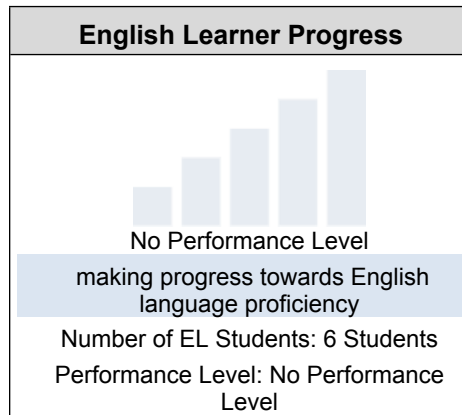 English Learner Progress
No Performance Level
making progress towards English
language proficiency
Number of EL Students: 6 Students
Performance Level: No Performance
Level